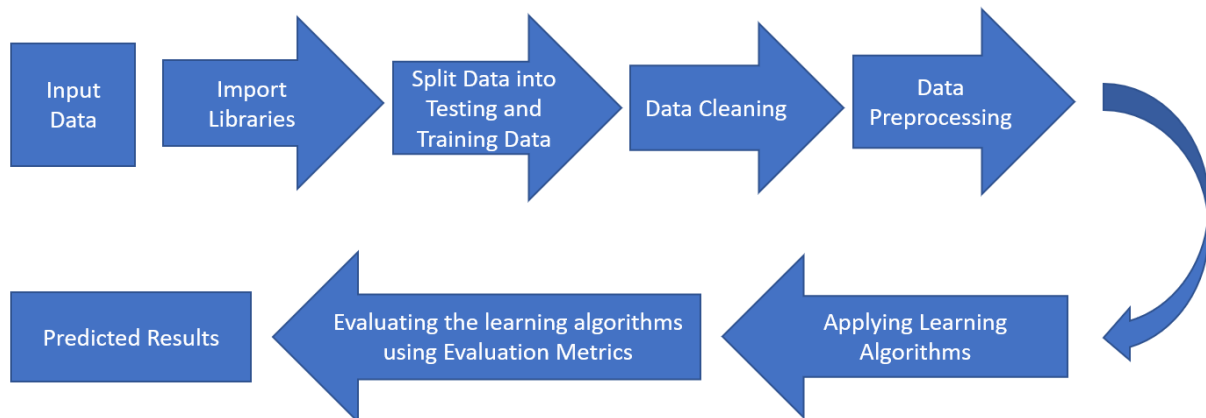 Input
Data
Import
Libraries
Split Data into
Testing and
Training Data
Data Cleaning
Data
Preprocessing
Applying Learning
Algorithms
Evaluating the learning algorithms
using Evaluation Metrics
Predicted Results